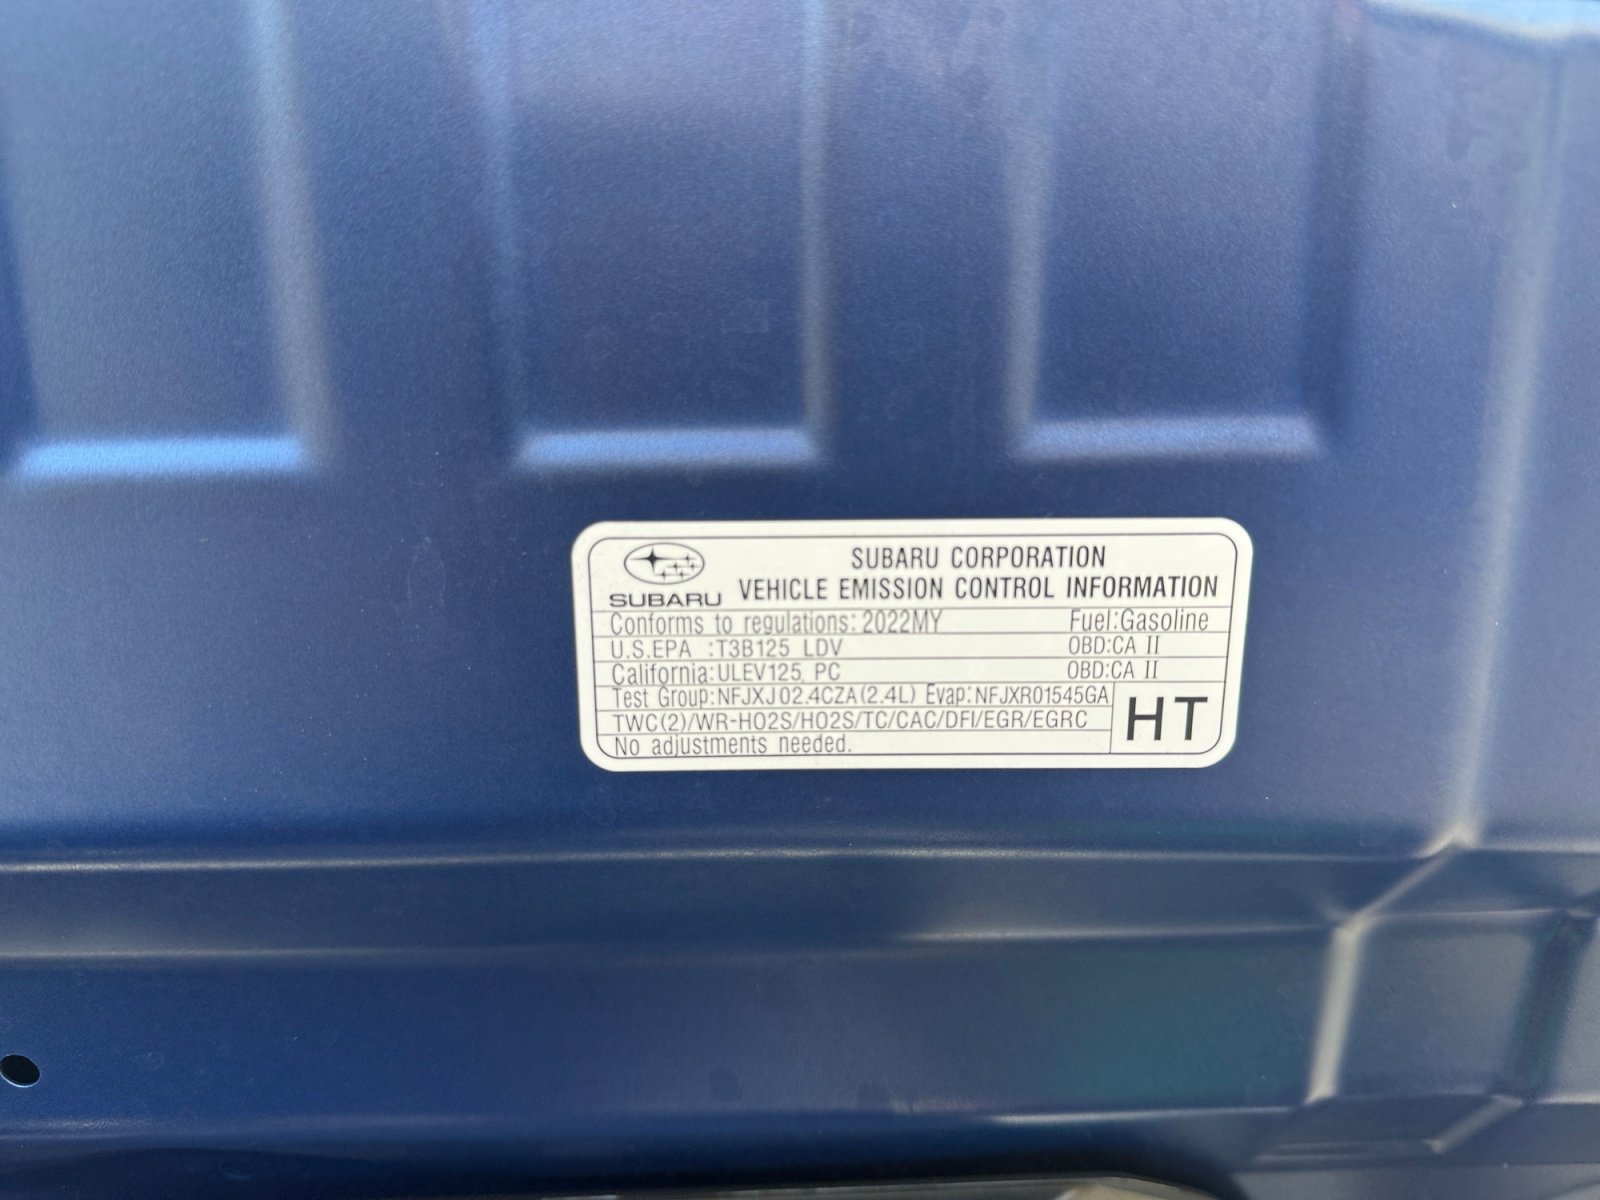 SUBARU CORPORATION
SUBARU VEHICLE EMISSION CONTROL INFORMATION
Conforms to regulations: 2022MY Fuel:Gasoline
U.S.EPA :T3B125 LDV OBD:CA II
California:ULEV125 PC OBD:CA II
Test Group:NFJXJ02.4CZA(2.4L) Evap:NFJXR01545GA
TWC(2)/WR-HO2S/HO2S/TC/CAC/DFI/EGR/EGRC
No adjustments needed.
HT